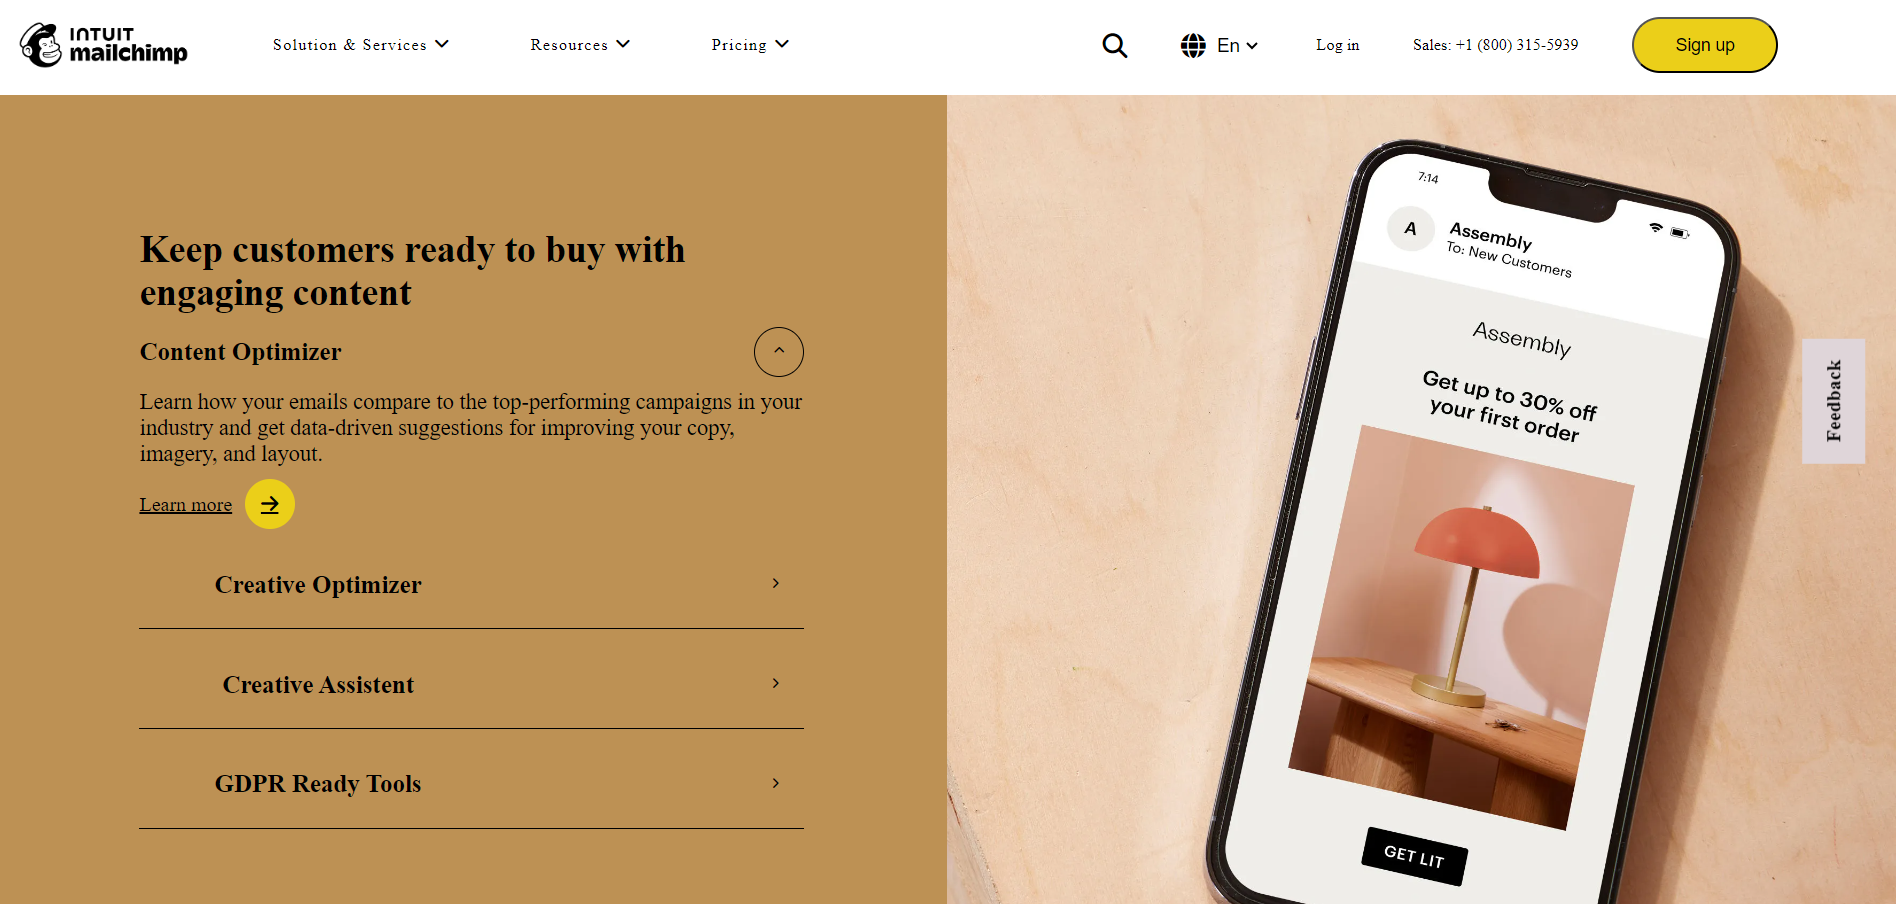 INTUIT
mailchimp
Solution & Services
Resources
Pricing
En
Log in
Sales: +1 (800) 315-5939
Sign up
Keep customers ready to buy with
engaging content
Content Optimizer
Learn how your emails compare to the top-performing campaigns in your
industry and get data-driven suggestions for improving your copy,
imagery, and layout.
Learn more
Creative Optimizer
Creative Assistent
GDPR Ready Tools
7:14
A
Assembly
To: New Customers
Assembly
Get up to 30% off
your first order
GET LIT
Feedback